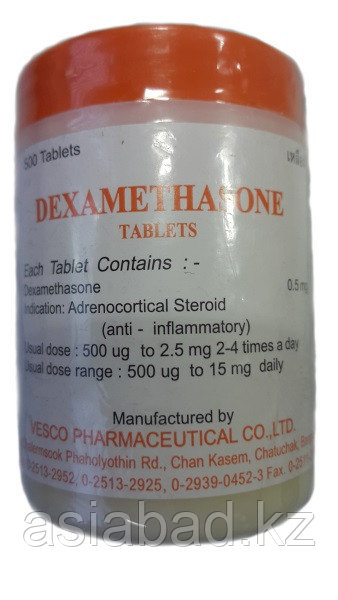 500 Tablets
DEXAMETHASONE
TABLETS
Each Tablet Contains : -
Dexamethasone 0.5 mg
Indication: Adrenocortical Steroid
(anti - inflammatory)
Usual dose : 500 ug to 2.5 mg 2-4 times a day
Usual dose range : 500 ug to 15 mg daily
Manufactured by
VESCO PHARMACEUTICAL CO.,LTD.
Phaholyothin Rd., Chan Kasem, Chatuchak,
0-2513-2952, 0-2513-2925, 0-2939-0452-3 Fax.
asiabad.kz